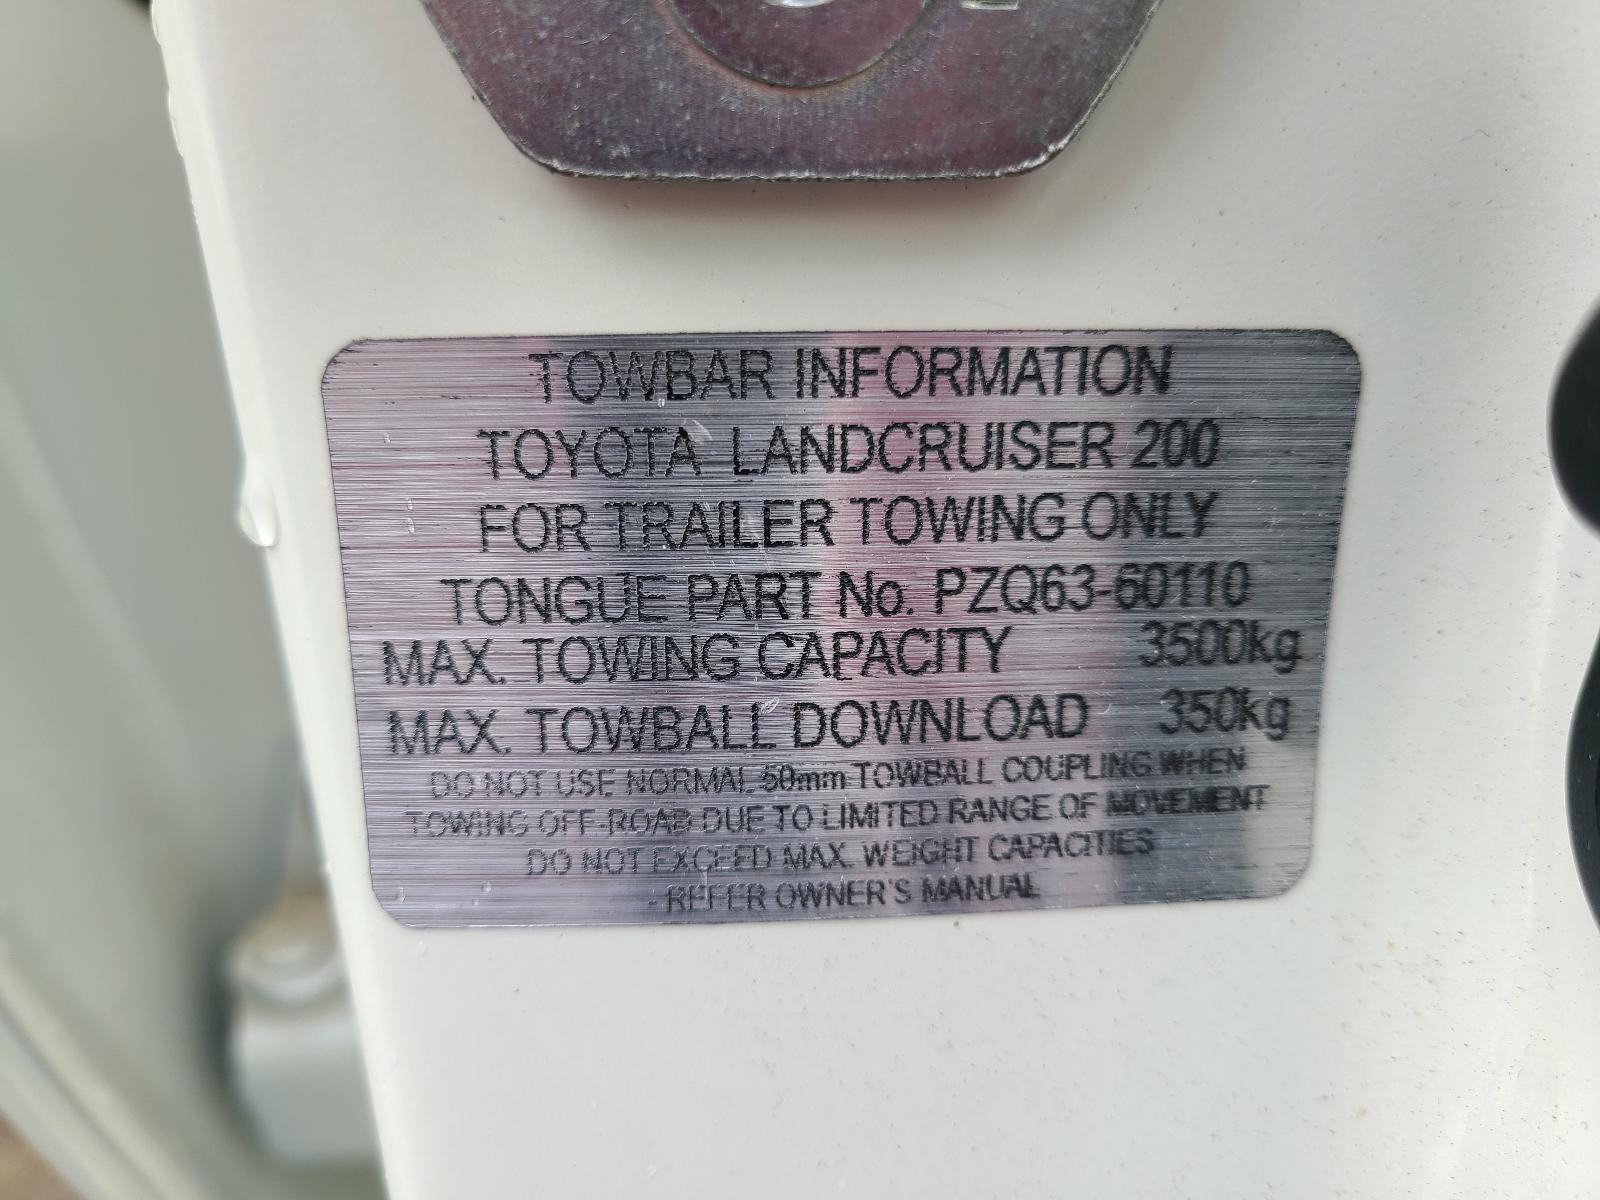 TOWBAR INFORMATION
TOYOTA LANDCRUISER 200
FOR TRAILER TOWING ONLY
TONGUE PART No. PZQ63-60110
MAX. TOWING CAPACITY 3500kg
MAX. TOWBALL DOWNLOAD 350kg
DO NOT USE NORMAL 50mm TOWBALL COUPLING WHEN
TOWING OFF-ROAD DUE TO LIMITED RANGE OF MOVEMENT
DO NOT EXCEED MAX. WEIGHT CAPACITIES
- REFER OWNER'S MANUAL